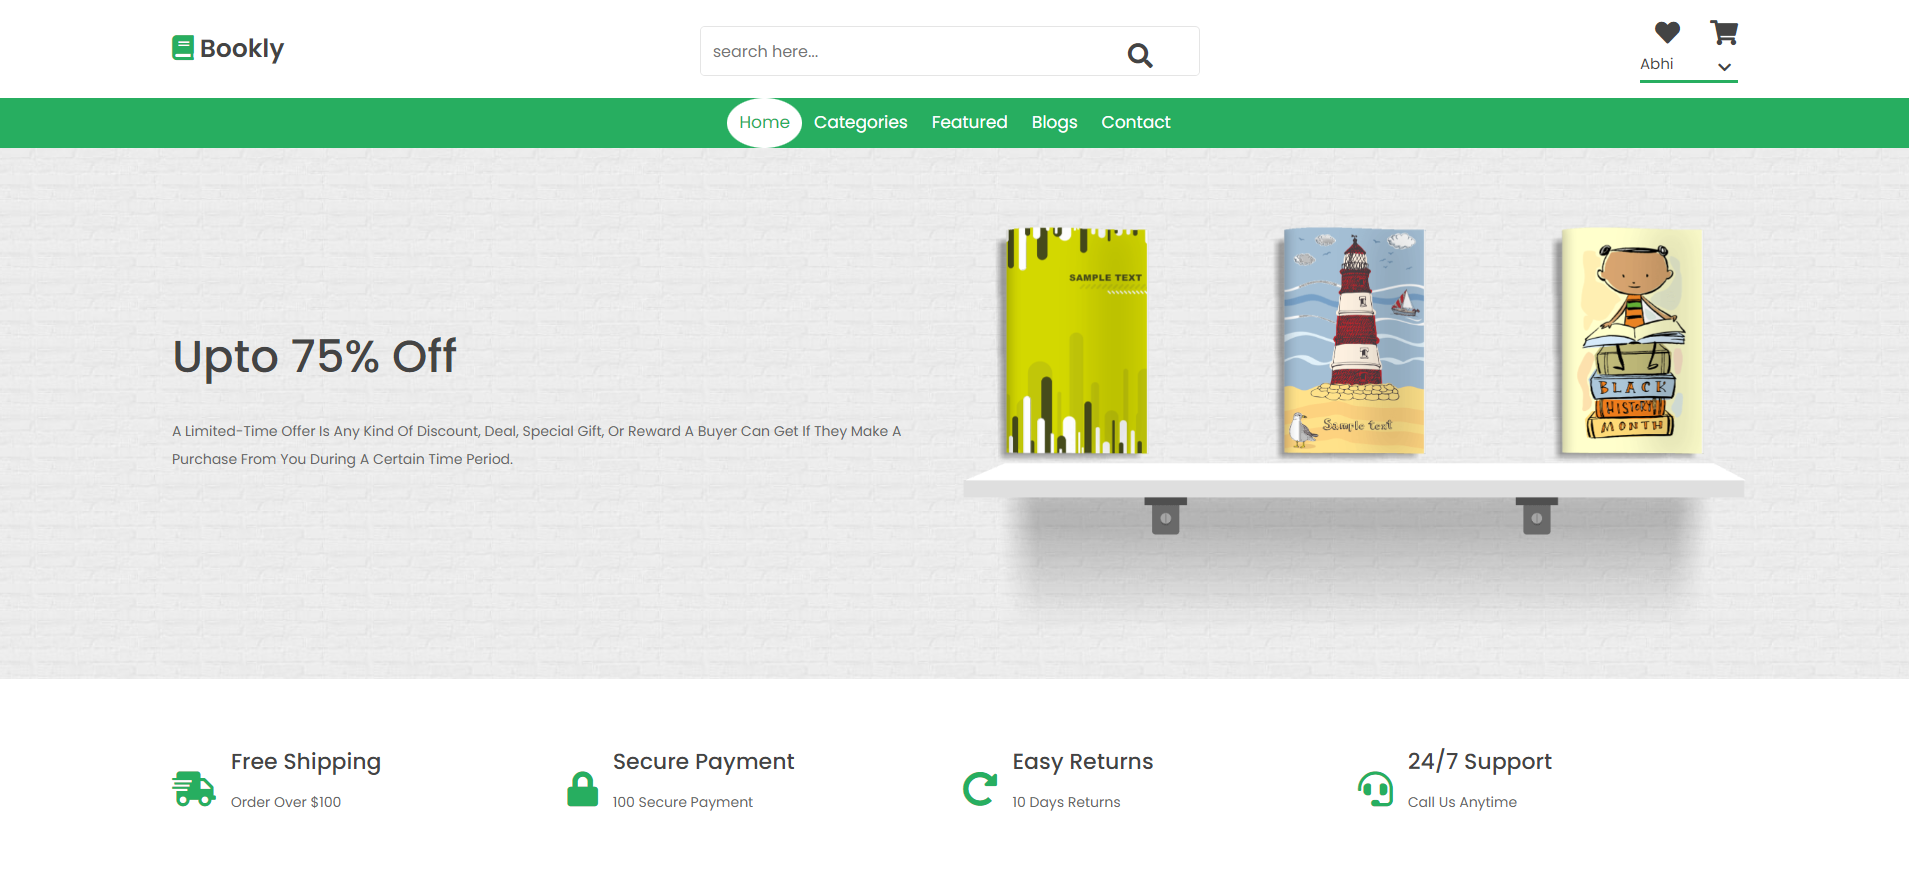 Bookly
search here...
Abhi
Home Categories Featured Blogs Contact
SAMPLE TEXT
Sample text
BLACK
HISTORY
MONTH
Upto 75% Off
A Limited-Time Offer Is Any Kind Of Discount, Deal, Special Gift, Or Reward A Buyer Can Get If They Make A
Purchase From You During A Certain Time Period.
Free Shipping
Order Over $100
Secure Payment
100 Secure Payment
Easy Returns
10 Days Returns
24/7 Support
Call Us Anytime